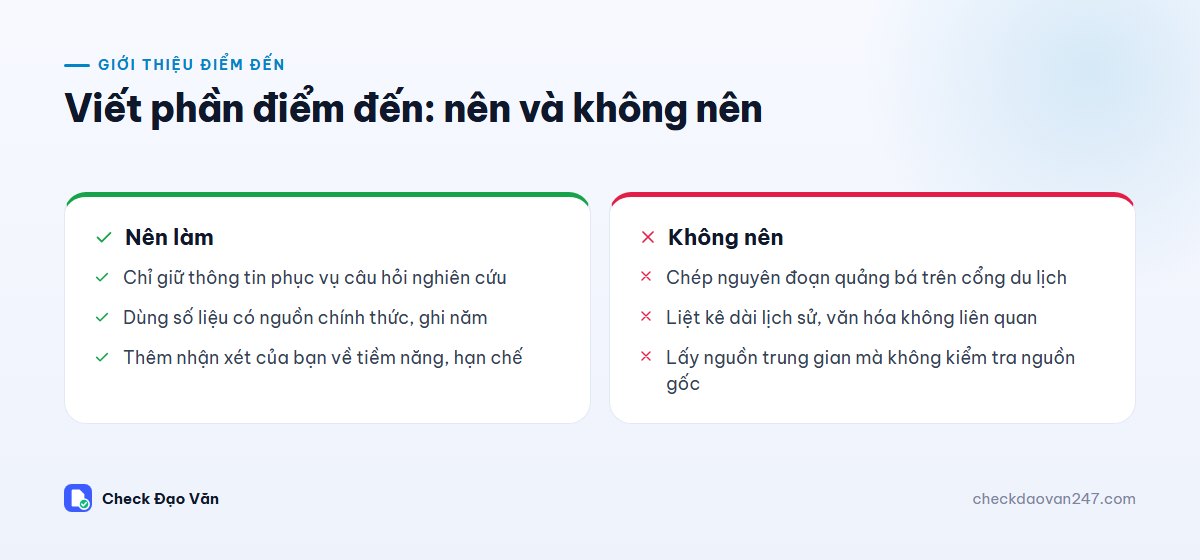 GIỚI THIỆU ĐIỂM ĐẾN
Viết phần điểm đến: nên và không nên
Nên làm
Chỉ giữ thông tin phục vụ câu hỏi nghiên cứu
Dùng số liệu có nguồn chính thức, ghi năm
Thêm nhận xét của bạn về tiềm năng, hạn chế
Không nên
Chép nguyên đoạn quảng bá trên cổng du lịch
Liệt kê dài lịch sử, văn hóa không liên quan
Lấy nguồn trung gian mà không kiểm tra nguồn
gốc
Check Đạo Văn
checkdaovan247.com